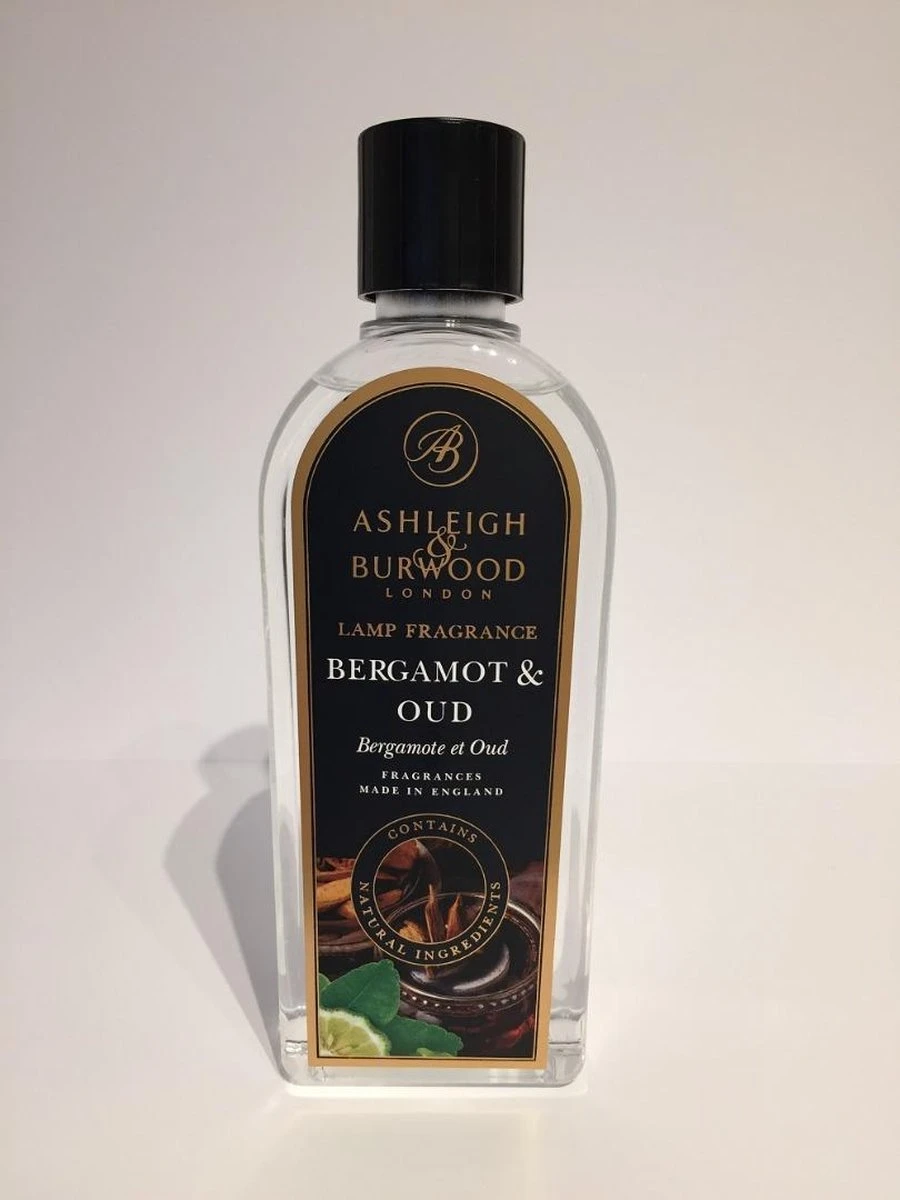 AB
ASHLEIGH
&
BURWOOD
LONDON
LAMP FRAGRANCE
BERGAMOT &
OUD
Bergamote et Oud
FRAGRANCES
MADE IN ENGLAND
CONTAINS
NATURAL INGREDIENTS